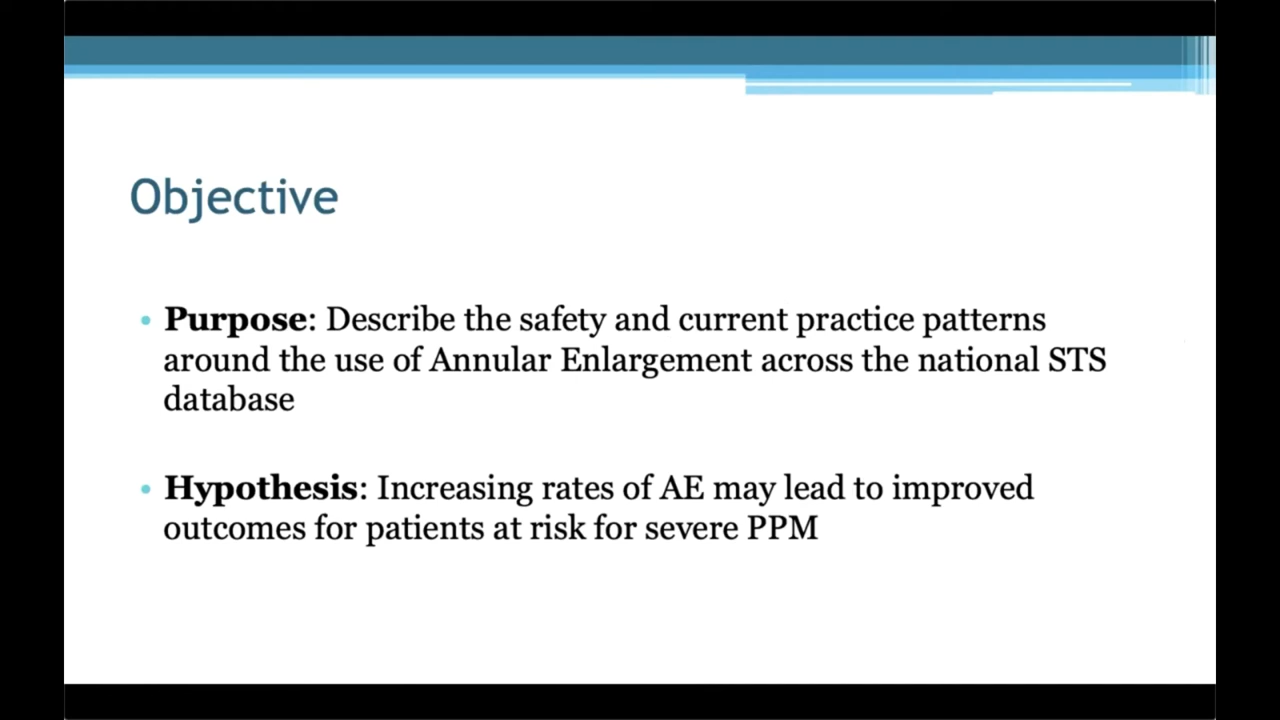 Objective
• Purpose: Describe the safety and current practice patterns
around the use of Annular Enlargement across the national STS
database
• Hypothesis: Increasing rates of AE may lead to improved
outcomes for patients at risk for severe PPM